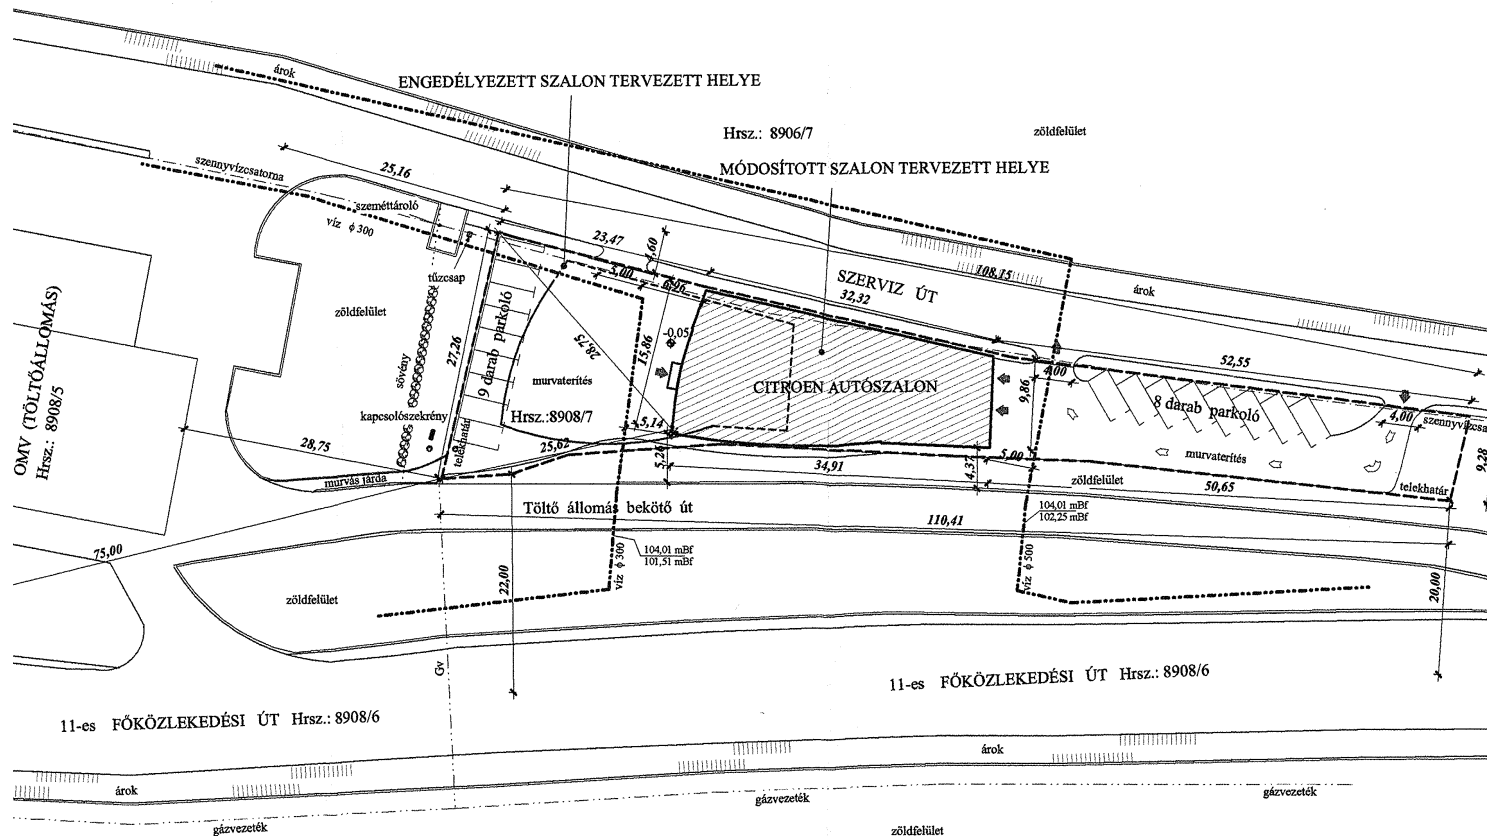 árok
ENGEDÉLYEZETT SZALON TERVEZETT HELYE
Hrsz.: 8906/7
zöldfelület
MÓDOSÍTOTT SZALON TERVEZETT HELYE
szennyvízcsatorna
25,16
szeméttároló
víz ϕ 300
23,47
,60
5,00
6,96
108,15
SZERVIZ ÚT
32,32
árok
tűzcsap
zöldfelület
OMV (TÖLTŐÁLLOMÁS)
Hrsz.: 8908/5
sövény
27,26
9 darab parkoló
28,75
15,86
-0,05
murvaterítés
CITROEN AUTÓSZALON
9,86
4,00
52,55
8 darab parkoló
4,00
szennyvízcsa
kapcsolószekrény
telekhatár
Hrsz.:8908/7
5,14
25,62
5,26
28,75
murvás járda
34,91
4,37
5,00
zöldfelület
murvaterítés
50,65
telekhatár
9,28
Töltő állomás bekötő út
110,41
104,01 mBf
102,25 mBf
104,01 mBf
101,51 mBf
75,00
22,00
víz ϕ 300
víz ϕ 500
20,00
zöldfelület
Gv
11-es FŐKÖZLEKEDÉSI ÚT Hrsz.: 8908/6
11-es FŐKÖZLEKEDÉSI ÚT Hrsz.: 8908/6
árok
árok
gázvezeték
gázvezeték
gázvezeték
zöldfelület